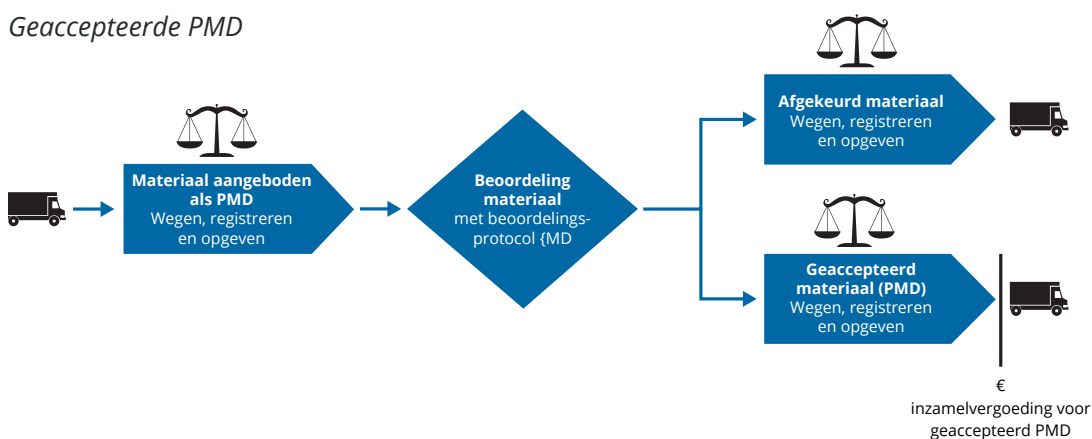 Geaccepteerde PMD
Materiaal aangeboden
als PMD
Wegen, registreren
en opgeven
Beoordeling
materiaal
met beoordelings-
protocol {MD
Afgekeurd materiaal
Wegen, registreren
en opgeven
Geaccepteerd
materiaal (PMD)
Wegen, registreren
en opgeven
€
inzamelvergoeding voor
geaccepteerd PMD